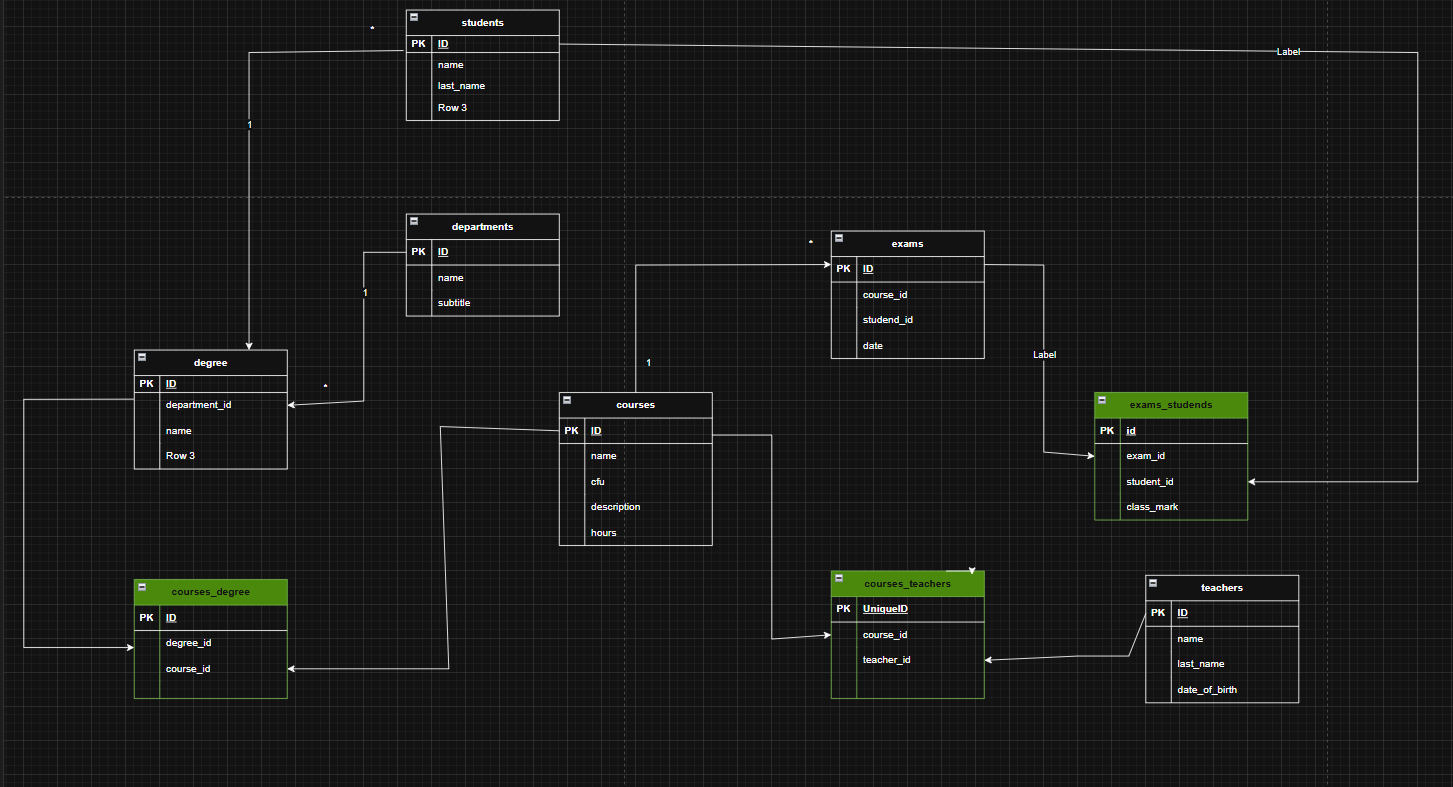 students
*
PK ID
name
last_name
Row 3
Label
1
departments
PK ID
name
subtitle
1
*
exams
PK ID
course_id
studend_id
date
degree
PK ID
department_id
name
Row 3
*
1
Label
courses
PK ID
name
cfu
description
hours
exams_studends
PK id
exam_id
student_id
class_mark
courses_degree
PK ID
degree_id
course_id
courses_teachers
PK UniqueID
course_id
teacher_id
teachers
PK ID
name
last_name
date_of_birth